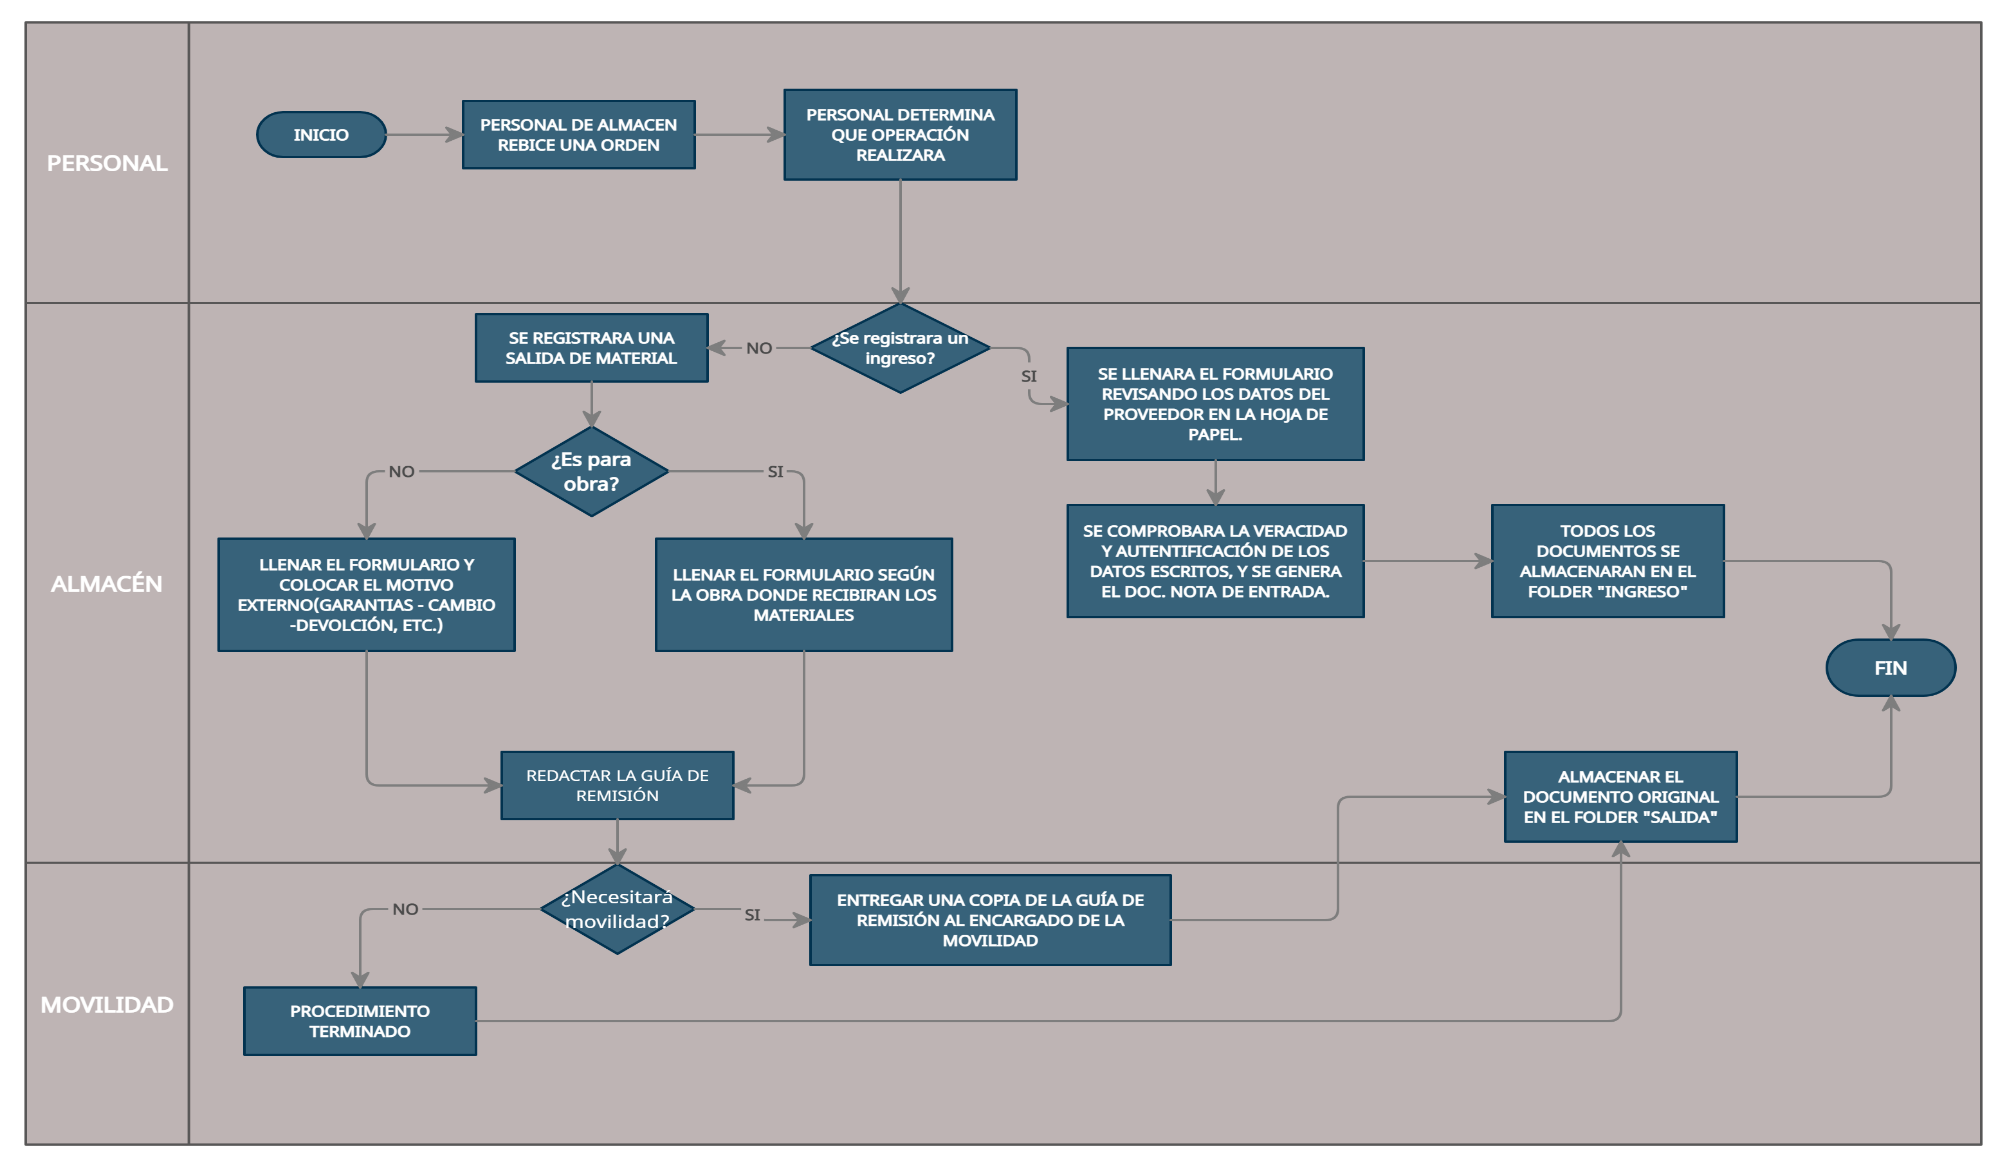 PERSONAL
INICIO
PERSONAL DE ALMACEN
REBICE UNA ORDEN
PERSONAL DETERMINA
QUE OPERACIÓN
REALIZARA
ALMACÉN
SE REGISTRARA UNA
SALIDA DE MATERIAL
NO
¿Se registrara un
ingreso?
SI
SE LLENARA EL FORMULARIO
REVISANDO LOS DATOS DEL
PROVEEDOR EN LA HOJA DE
PAPEL.
NO
¿Es para
obra?
SI
LLENAR EL FORMULARIO Y
COLOCAR EL MOTIVO
EXTERNO(GARANTIAS - CAMBIO
-DEVOLCIÓN, ETC.)
LLENAR EL FORMULARIO SEGÚN
LA OBRA DONDE RECIBIRAN LOS
MATERIALES
SE COMPROBARA LA VERACIDAD
Y AUTENTIFICACIÓN DE LOS
DATOS ESCRITOS, Y SE GENERA
EL DOC. NOTA DE ENTRADA.
TODOS LOS
DOCUMENTOS SE
ALMACENARAN EN EL
FOLDER "INGRESO"
FIN
REDACTAR LA GUÍA DE
REMISIÓN
ALMACENAR EL
DOCUMENTO ORIGINAL
EN EL FOLDER "SALIDA"
MOVILIDAD
NO
¿Necesitará
movilidad?
SI
ENTREGAR UNA COPIA DE LA GUÍA DE
REMISIÓN AL ENCARGADO DE LA
MOVILIDAD
PROCEDIMIENTO
TERMINADO